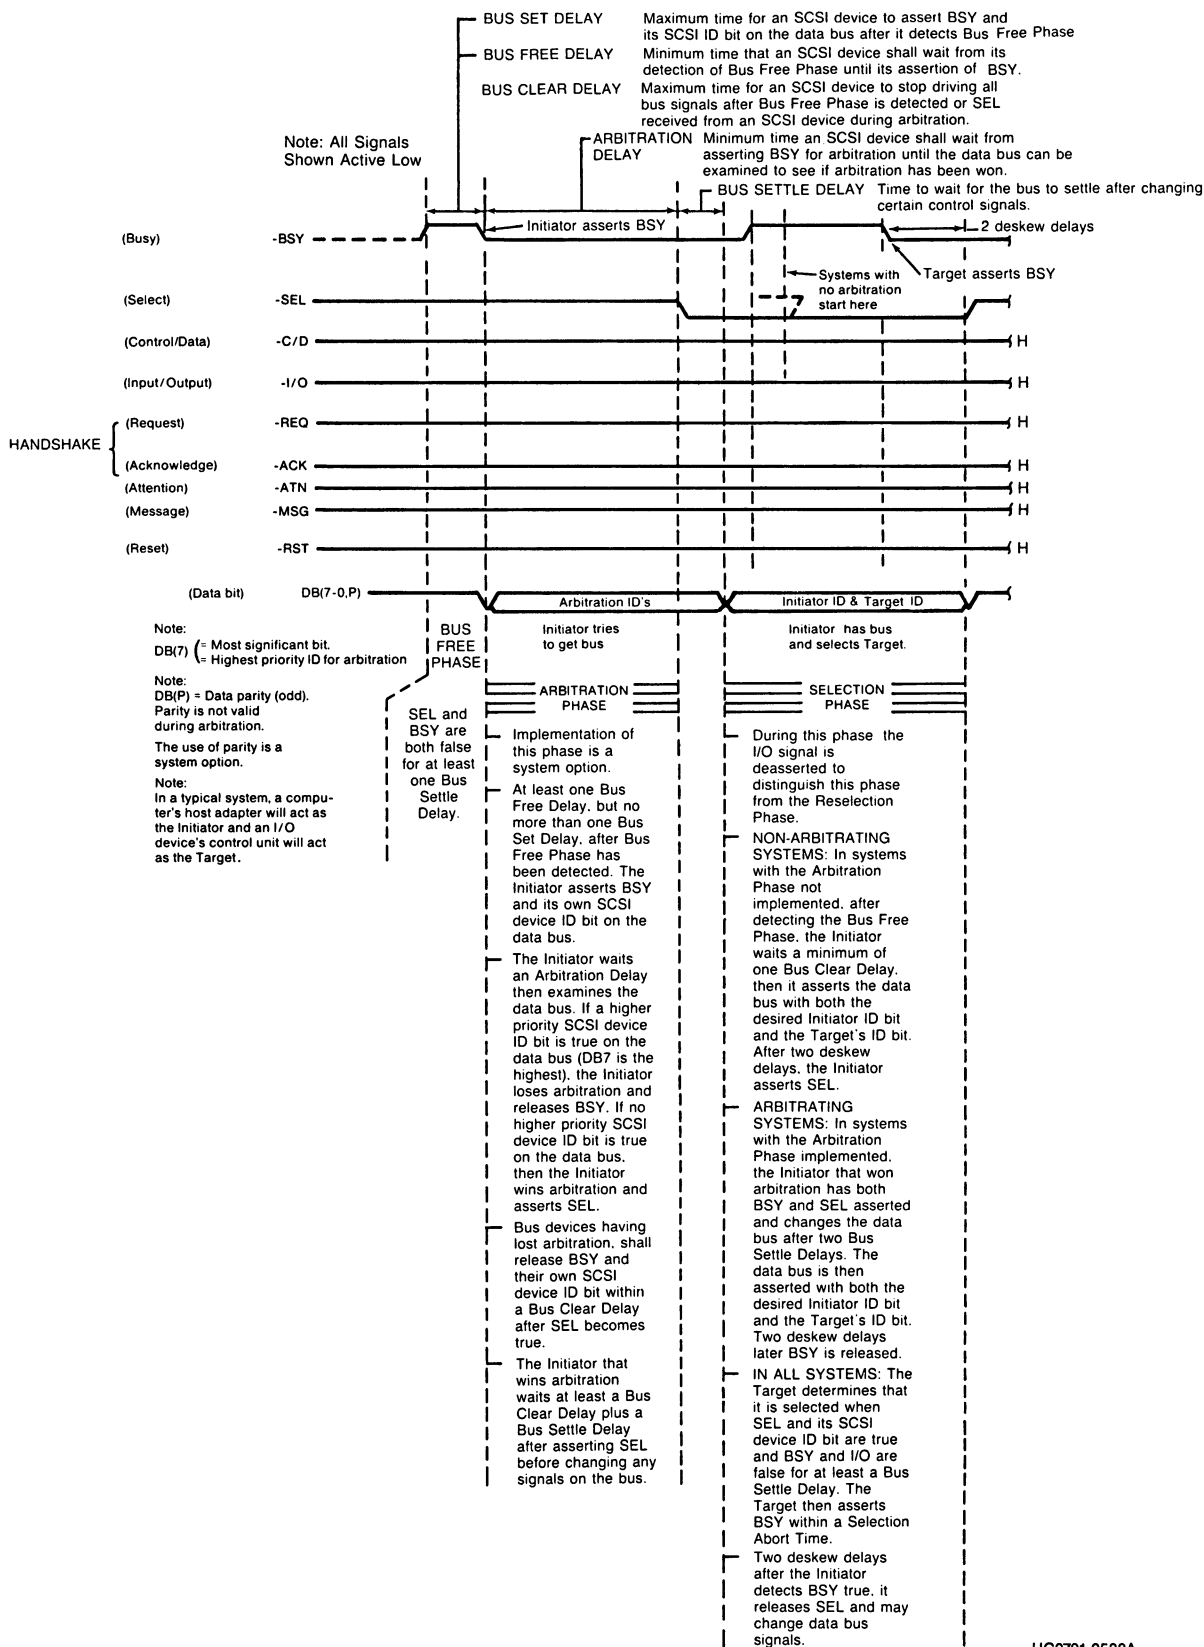 BUS SET DELAY Maximum time for an SCSI device to assert BSY and
its SCSI ID bit on the data bus after it detects Bus Free Phase
BUS FREE DELAY Minimum time that an SCSI device shall wait from its
detection of Bus Free Phase until its assertion of BSY.
BUS CLEAR DELAY Maximum time for an SCSI device to stop driving all
bus signals after Bus Free Phase is detected or SEL
received from an SCSI device during arbitration.
Note: All Signals
Shown Active Low
ARBITRATION DELAY Minimum time an SCSI device shall wait from
asserting BSY for arbitration until the data bus can be
examined to see if arbitration has been won.
BUS SETTLE DELAY Time to wait for the bus to settle after changing
certain control signals.
(Busy) -BSY
Initiator asserts BSY
2 deskew delays
Target asserts BSY
Systems with
no arbitration
start here
(Select) -SEL
(Control/Data) -C/D H
(Input/Output) -I/O H
HANDSHAKE
(Request) -REQ H
(Acknowledge) -ACK H
(Attention) -ATN H
(Message) -MSG H
(Reset) -RST H
(Data bit) DB(7-0,P) Arbitration ID's Initiator ID & Target ID
Note:
DB(7) (= Most significant bit.
= Highest priority ID for arbitration
Note:
DB(P) = Data parity (odd).
Parity is not valid
during arbitration.
The use of parity is a
system option.
Note:
In a typical system, a compu-
ter's host adapter will act as
the Initiator and an I/O
device's control unit will act
as the Target.
BUS
FREE
PHASE
SEL and
BSY are
both false
for at least
one Bus
Settle
Delay.
Initiator tries
to get bus
ARBITRATION
PHASE
Implementation of
this phase is a
system option.
At least one Bus
Free Delay, but no
more than one Bus
Set Delay, after Bus
Free Phase has
been detected. The
Initiator asserts BSY
and its own SCSI
device ID bit on the
data bus.
The Initiator waits
an Arbitration Delay
then examines the
data bus. If a higher
priority SCSI device
ID bit is true on the
data bus (DB7 is the
highest), the Initiator
loses arbitration and
releases BSY. If no
higher priority SCSI
device ID bit is true
on the data bus,
then the Initiator
wins arbitration and
asserts SEL.
Bus devices having
lost arbitration, shall
release BSY and
their own SCSI
device ID bit within
a Bus Clear Delay
after SEL becomes
true.
The Initiator that
wins arbitration
waits at least a Bus
Clear Delay plus a
Bus Settle Delay
after asserting SEL
before changing any
signals on the bus.
Initiator has bus
and selects Target.
SELECTION
PHASE
During this phase the
I/O signal is
deasserted to
distinguish this phase
from the Reselection
Phase.
NON-ARBITRATING
SYSTEMS: In systems
with the Arbitration
Phase not
implemented, after
detecting the Bus Free
Phase, the Initiator
waits a minimum of
one Bus Clear Delay,
then it asserts the data
bus with both the
desired Initiator ID bit
and the Target's ID bit.
After two deskew
delays, the Initiator
asserts SEL.
ARBITRATING
SYSTEMS: In systems
with the Arbitration
Phase implemented,
the Initiator that won
arbitration has both
BSY and SEL asserted
and changes the data
bus after two Bus
Settle Delays. The
data bus is then
asserted with both the
desired Initiator ID bit
and the Target's ID bit.
Two deskew delays
later BSY is released.
IN ALL SYSTEMS: The
Target determines that
it is selected when
SEL and its SCSI
device ID bit are true
and BSY and I/O are
false for at least a Bus
Settle Delay. The
Target then asserts
BSY within a Selection
Abort Time.
Two deskew delays
after the Initiator
detects BSY true, it
releases SEL and may
change data bus
signals.